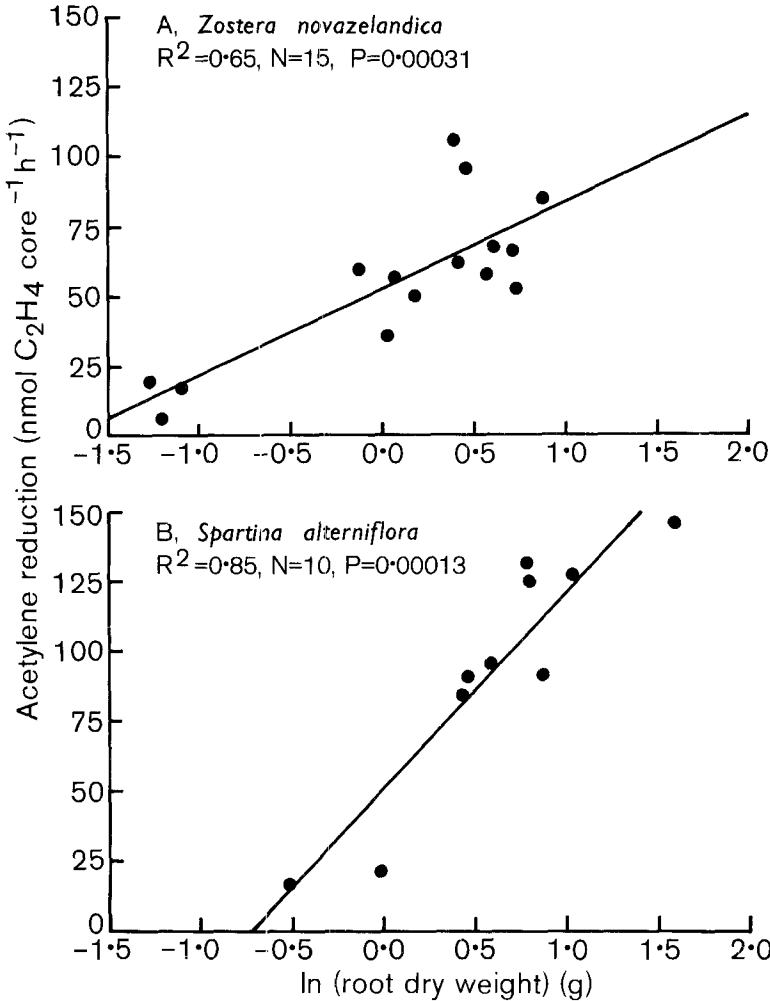 150
A, Zostera novazelandica
R²=0·65, N=15, P=0·00031
125
100
75
50
25
0
−1·5 −1·0 −0·5 0·0 0·5 1·0 1·5 2·0
Acetylene reduction (nmol C₂H₄ core⁻¹h⁻¹)
150
B, Spartina alterniflora
R²=0·85, N=10, P=0·00013
125
100
75
50
25
0
−1·5 −1·0 −0·5 0·0 0·5 1·0 1·5 2·0
ln (root dry weight) (g)